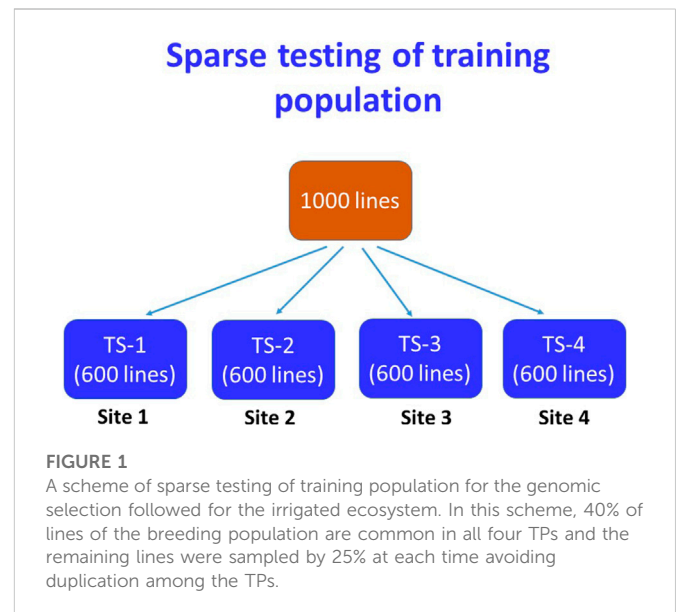 Sparse testing of training
population
1000 lines
TS-1
(600 lines)
TS-2
(600 lines)
TS-3
(600 lines)
TS-4
(600 lines)
Site 1
Site 2
Site 3
Site 4
FIGURE 1
A scheme of sparse testing of training population for the genomic
selection followed for the irrigated ecosystem. In this scheme, 40% of
lines of the breeding population are common in all four TPs and the
remaining lines were sampled by 25% at each time avoiding
duplication among the TPs.